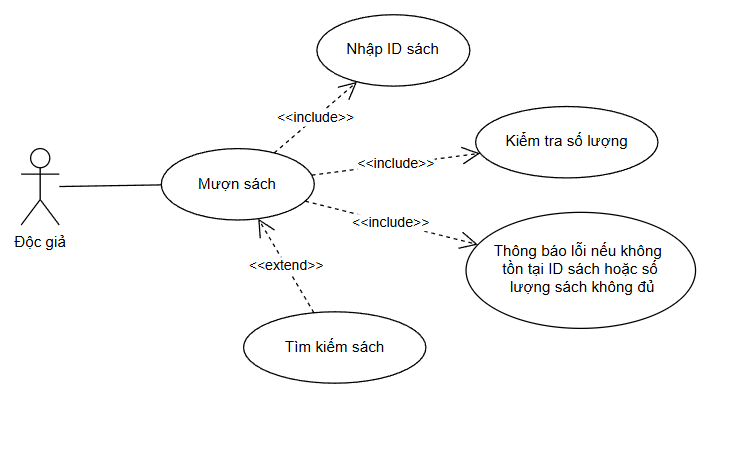 Nhập ID sách
<<include>>
Kiểm tra số lượng
<<include>>
Mượn sách
<<include>>
Độc giả
Thông báo lỗi nếu không
tồn tại ID sách hoặc số
lượng sách không đủ
<<extend>>
Tìm kiếm sách